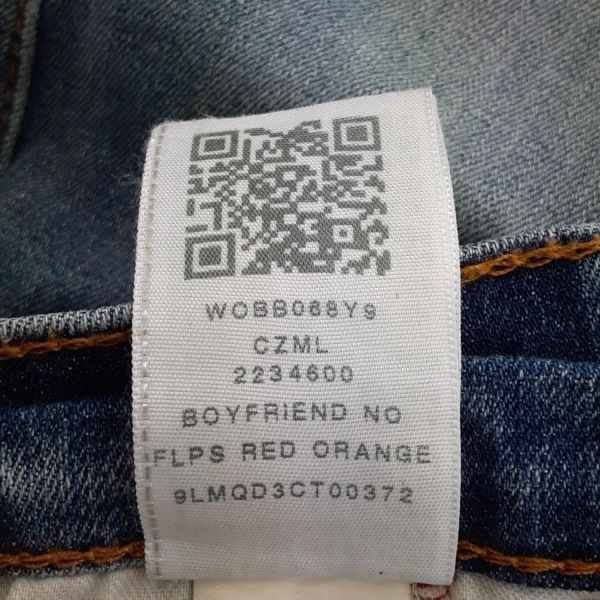 WOBB068Y9
CZML
2234600
BOYFRIEND NO
FLPS RED ORANGE
9LMQD3CT00372